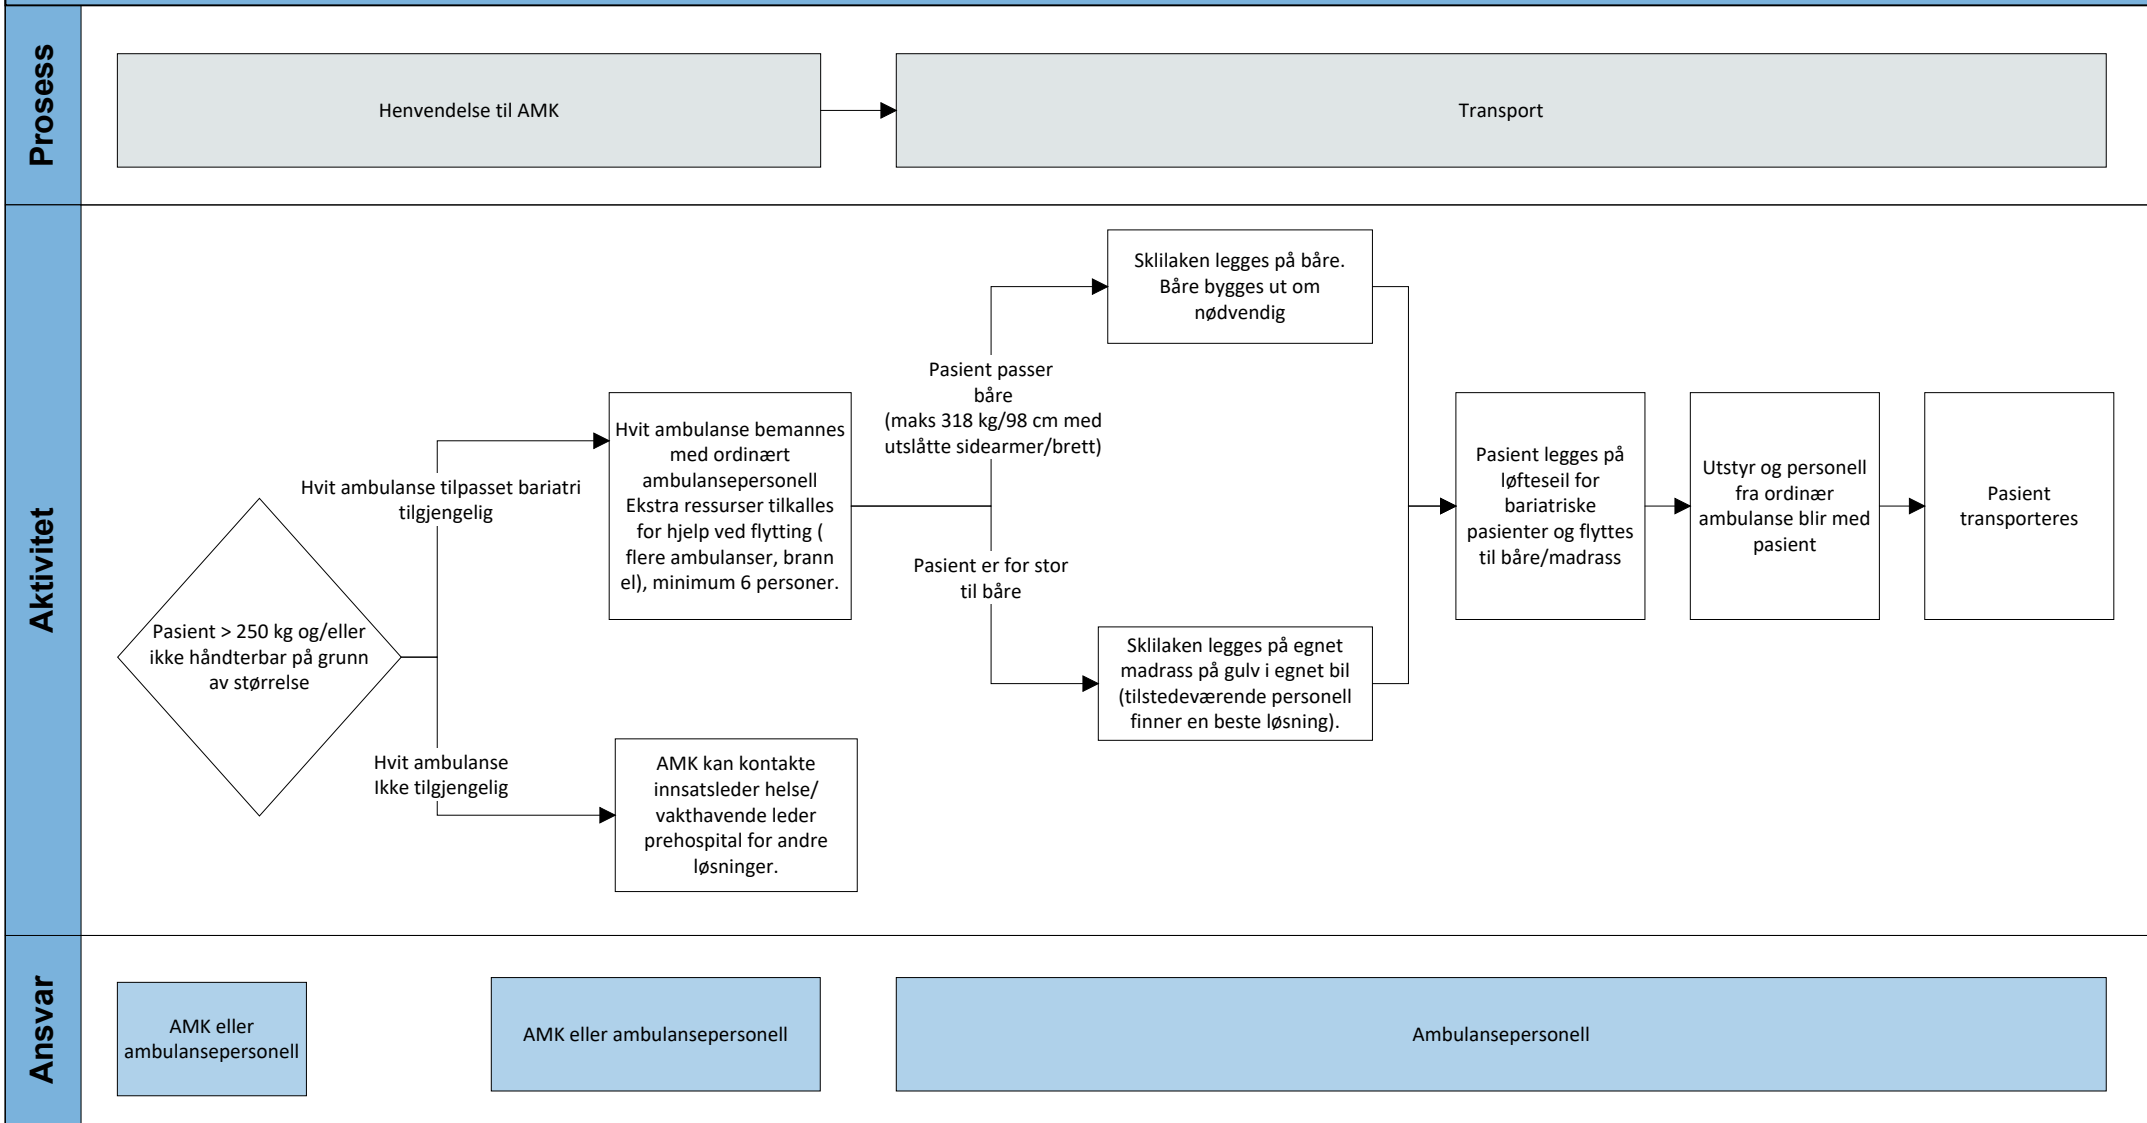 Prosess
Henvendelse til AMK
Transport
Aktivitet
Pasient > 250 kg og/eller
ikke håndterbar på grunn
av størrelse
Hvit ambulanse tilpasset bariatri
tilgjengelig
Hvit ambulanse
Ikke tilgjengelig
Hvit ambulanse bemannes
med ordinært
ambulansepersonell
Ekstra ressurser tilkalles
for hjelp ved flytting (
flere ambulanser, brann
el), minimum 6 personer.
AMK kan kontakte
innsatsleder helse/
vakthavende leder
prehospital for andre
løsninger.
Pasient passer
båre
(maks 318 kg/98 cm med
utslåtte sidearmer/brett)
Pasient er for stor
til båre
Sklilaken legges på båre.
Båre bygges ut om
nødvendig
Sklilaken legges på egnet
madrass på gulv i egnet bil
(tilstedeværende personell
finner en beste løsning).
Pasient legges på
løfteseil for
bariatriske
pasienter og flyttes
til båre/madrass
Utstyr og personell
fra ordinær
ambulanse blir med
pasient
Pasient
transporteres
Ansvar
AMK eller
ambulansepersonell
AMK eller ambulansepersonell
Ambulansepersonell